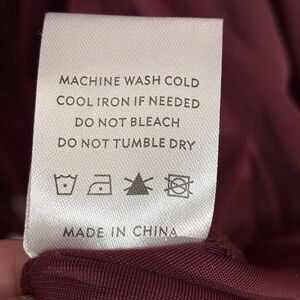 MACHINE WASH COLD
COOL IRON IF NEEDED
DO NOT BLEACH
DO NOT TUMBLE DRY
MADE IN CHINA